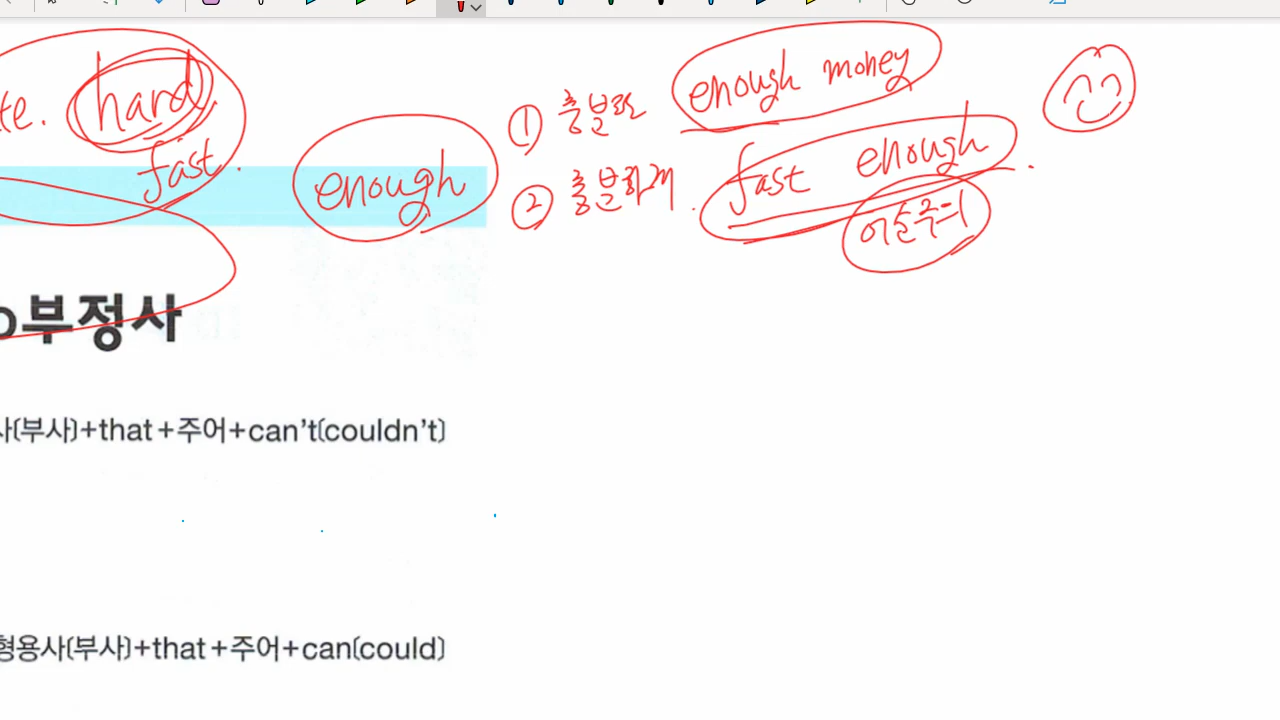 te. hard
fast.
enough
① 충분한 enough money
② 충분하게. fast enough.
어순주의
o부정사
사(부사)+that+주어+can't(couldn't)
형용사(부사)+that+주어+can(could)